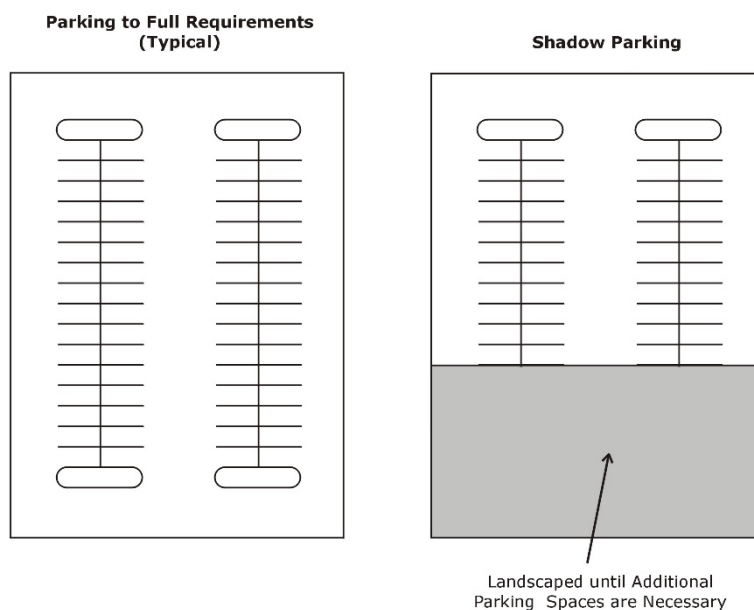 Parking to Full Requirements
(Typical)
Shadow Parking
Landscaped until Additional
Parking Spaces are Necessary